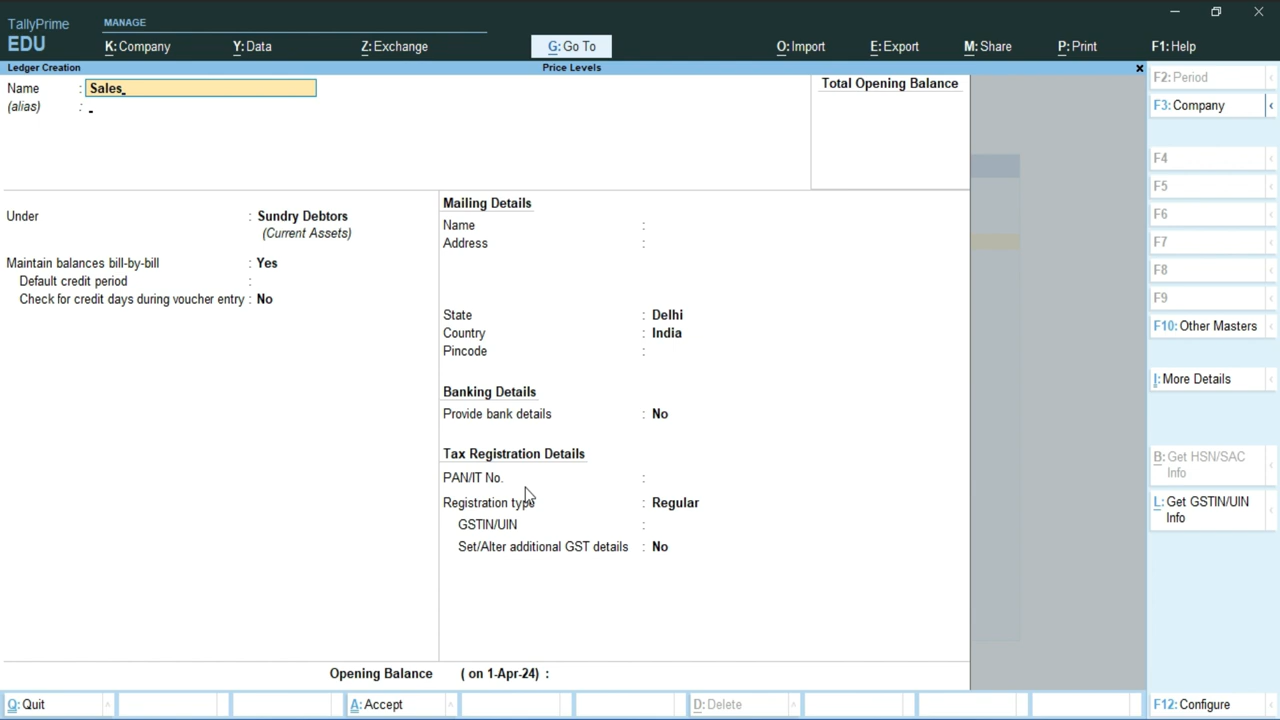 TallyPrime
EDU
MANAGE
K: Company
Y: Data
Z: Exchange
G: Go To
O: Import
E: Export
M: Share
P: Print
F1: Help
Ledger Creation
Price Levels
Name : Sales
(alias) :
Total Opening Balance
Under : Sundry Debtors
(Current Assets)
Maintain balances bill-by-bill : Yes
Default credit period :
Check for credit days during voucher entry : No
Mailing Details
Name :
Address :
State : Delhi
Country : India
Pincode :
Banking Details
Provide bank details : No
Tax Registration Details
PAN/IT No. :
Registration type : Regular
GSTIN/UIN :
Set/Alter additional GST details : No
Opening Balance ( on 1-Apr-24) :
F2: Period
F3: Company
F4
F5
F6
F7
F8
F9
F10: Other Masters
I: More Details
B: Get HSN/SAC
Info
L: Get GSTIN/UIN
Info
Q: Quit
A: Accept
D: Delete
F12: Configure